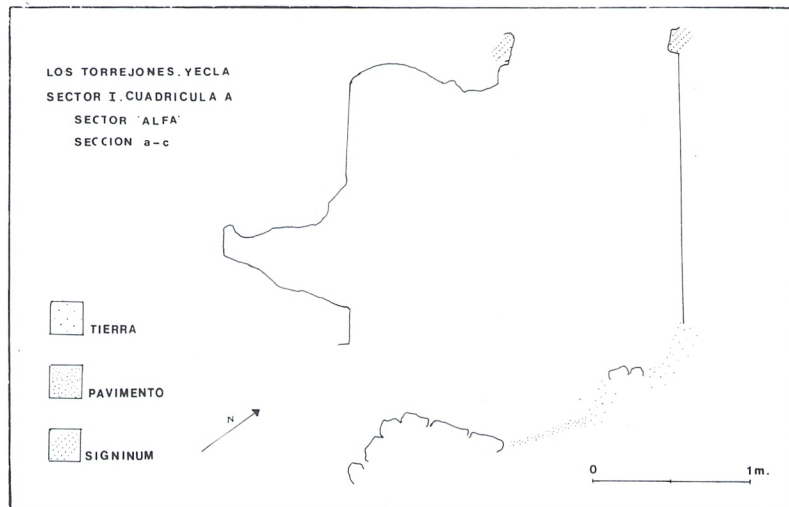 LOS TORREJONES. YECLA
SECTOR I. CUADRICULA A
SECTOR 'ALFA'
SECCION a-c
TIERRA
PAVIMENTO
SIGNINUM
N
0 1m.